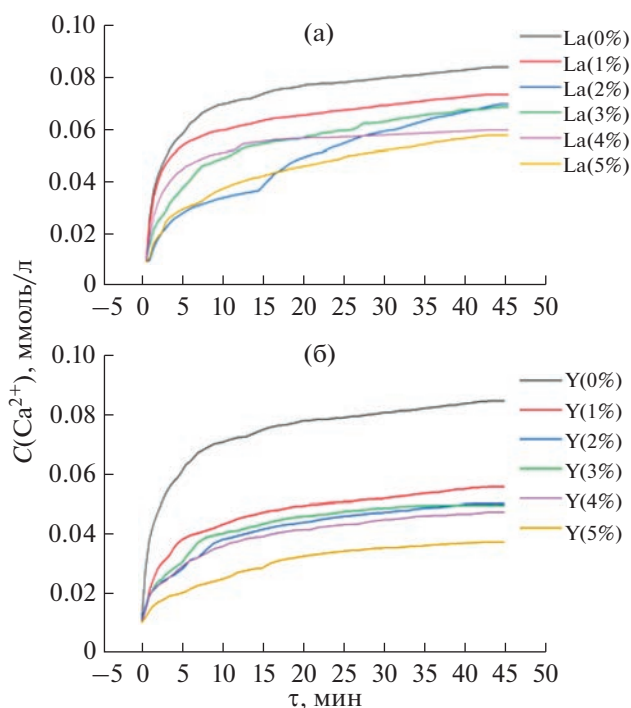 (а)
0.10
0.08
0.06
0.04
0.02
0
−5 0 5 10 15 20 25 30 35 40 45 50
La(0%)
La(1%)
La(2%)
La(3%)
La(4%)
La(5%)
C(Ca²⁺), ммоль/л
(б)
0.10
0.08
0.06
0.04
0.02
0
−5 0 5 10 15 20 25 30 35 40 45 50
Y(0%)
Y(1%)
Y(2%)
Y(3%)
Y(4%)
Y(5%)
τ, мин